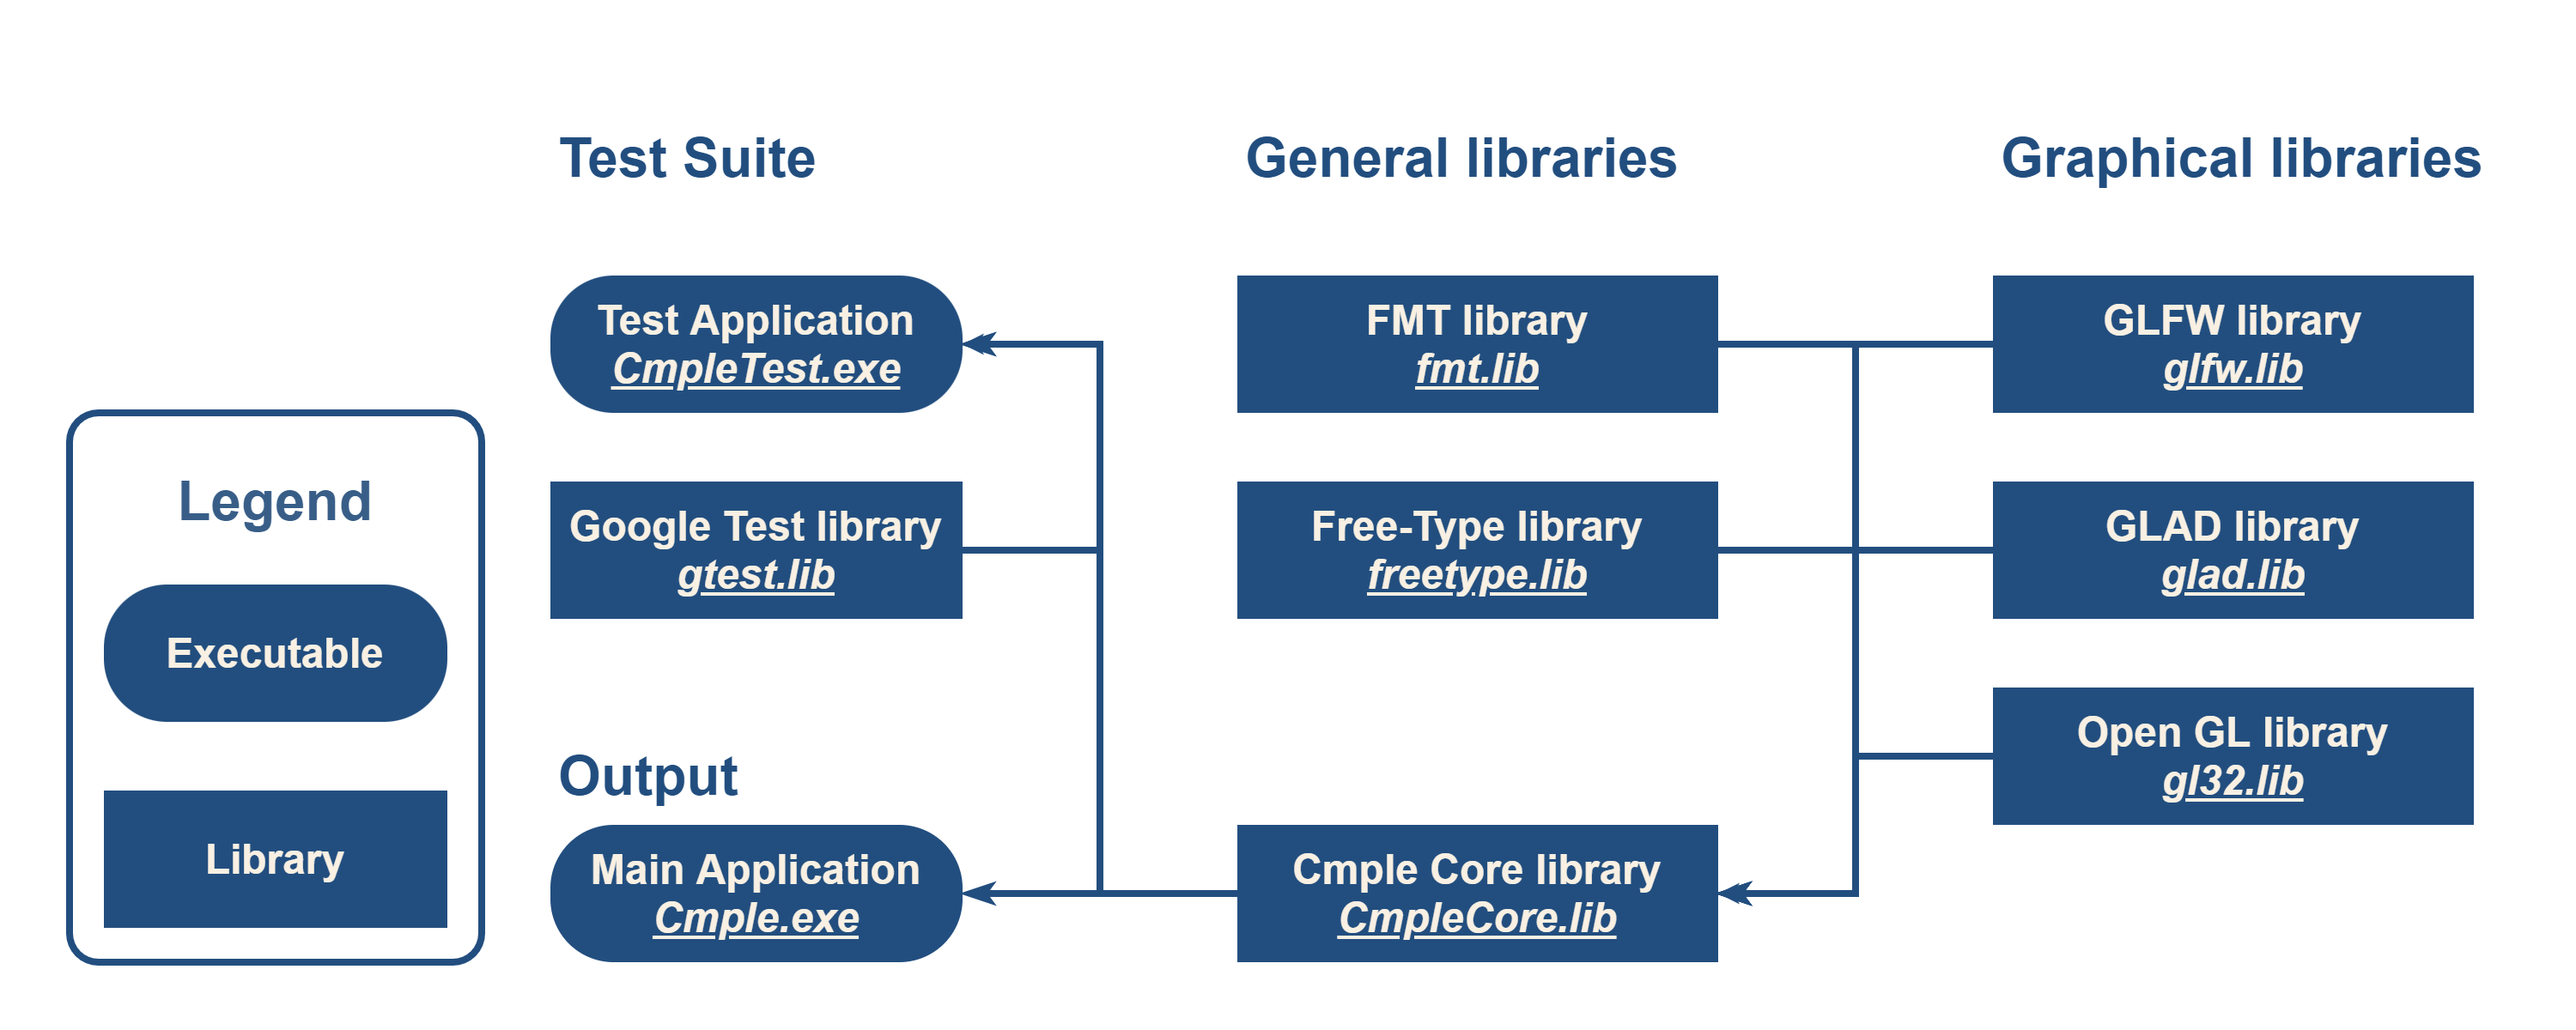 Test Suite
General libraries
Graphical libraries
Test Application
CmpleTest.exe
FMT library
fmt.lib
GLFW library
glfw.lib
Legend
Executable
Library
Google Test library
gtest.lib
Free-Type library
freetype.lib
GLAD library
glad.lib
Open GL library
gl32.lib
Output
Main Application
Cmple.exe
Cmple Core library
CmpleCore.lib